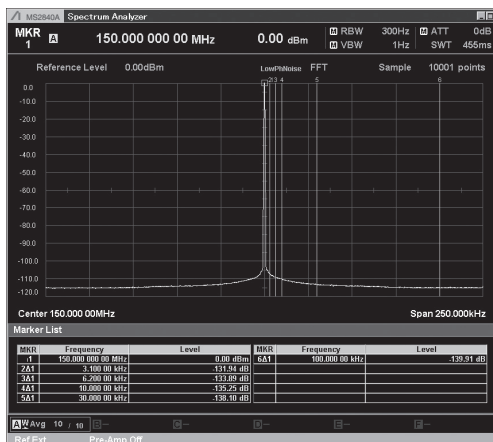 MS2840A Spectrum Analyzer
MKR 1 A 150.000 000 00 MHz 0.00 dBm M RBW 300Hz M ATT 0dB
M VBW 1Hz SWT 455ms
Reference Level 0.00dBm LowPhNoise FFT Sample 10001 points
213 4 5 6
0.0
-10.0
-20.0
-30.0
-40.0
-50.0
-60.0
-70.0
-80.0
-90.0
-100.0
-110.0
-120.0
Center 150.000 00MHz Span 250.000kHz
Marker List
MKR Frequency Level MKR Frequency Level
1 150.000 000 00 MHz 0.00 dBm 6Δ1 100.000 00 kHz -139.91 dB
2Δ1 3.100 00 kHz -131.94 dB
3Δ1 6.200 00 kHz -133.89 dB
4Δ1 10.000 00 kHz -135.25 dB
5Δ1 30.000 00 kHz -138.10 dB
A W Avg 10 / 10 B- C- D- E- F-
Ref.Ext Pre-Amp Off